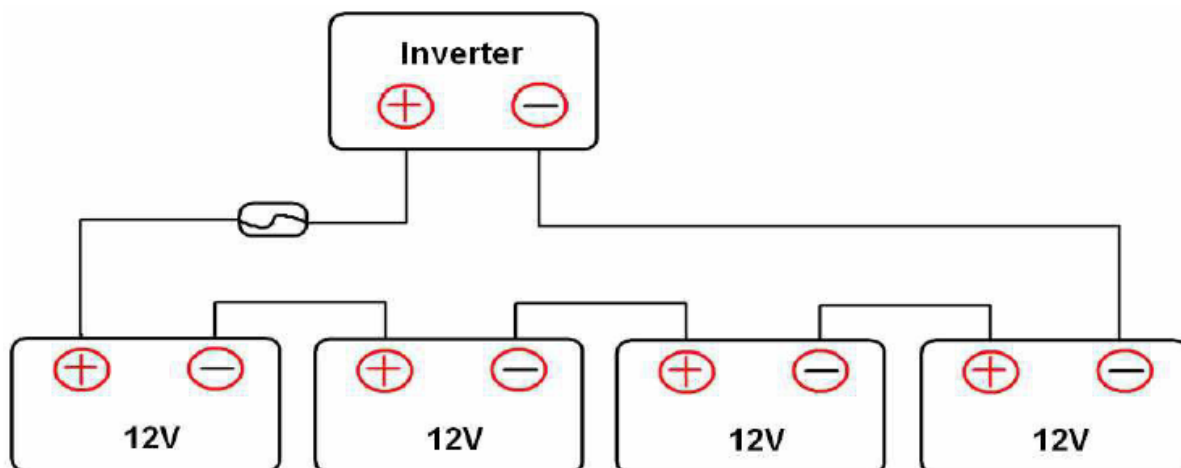 Inverter
+ −
+ − + − + − + −
12V 12V 12V 12V